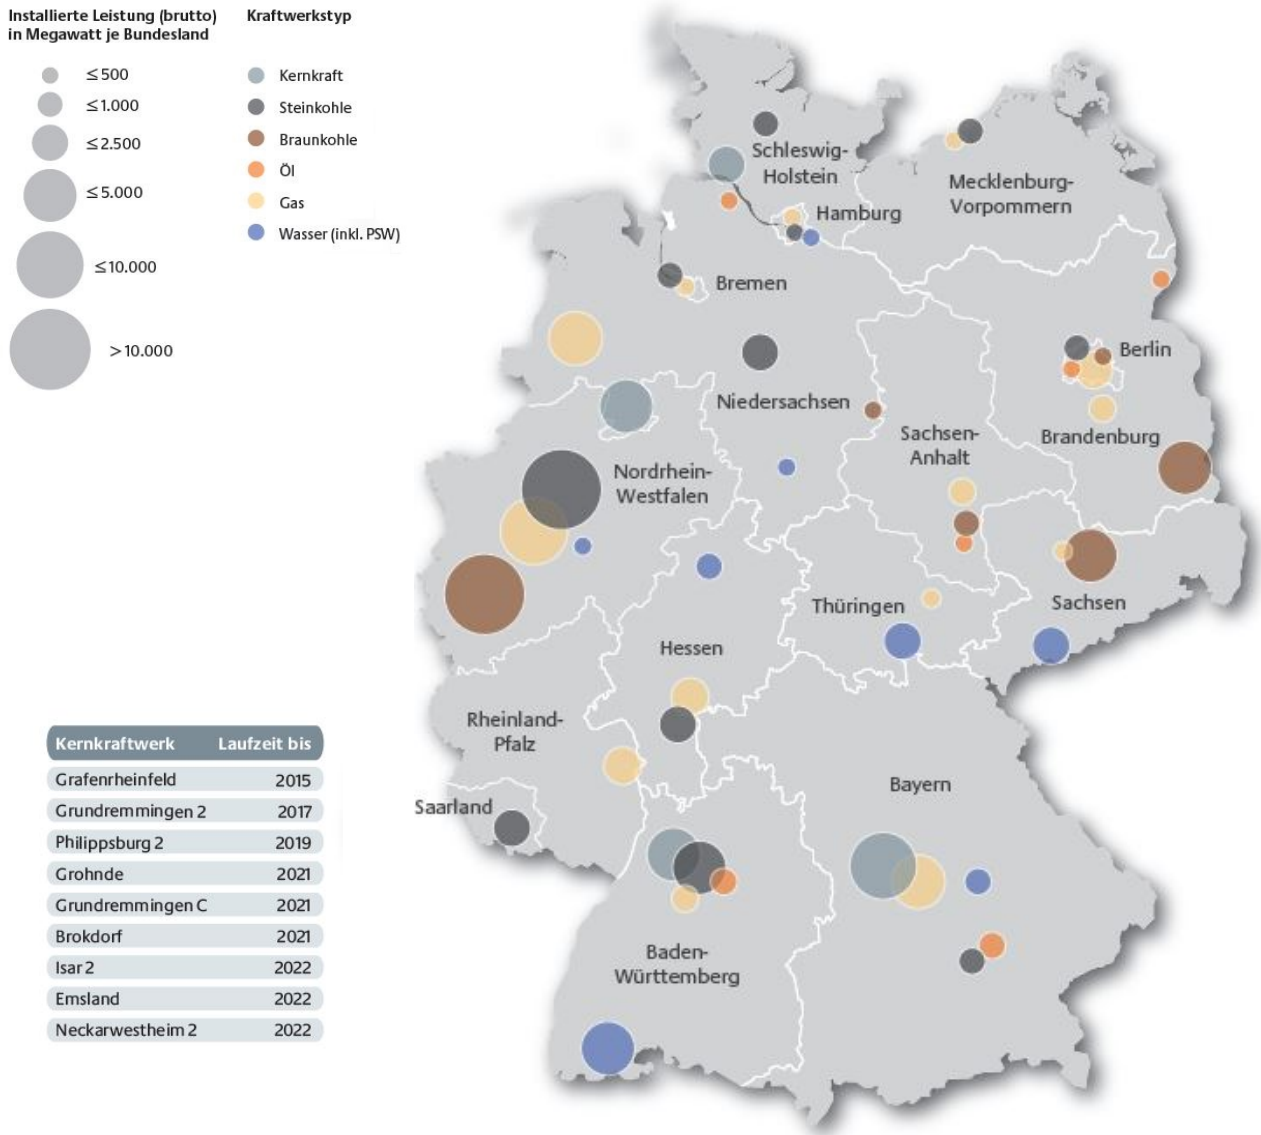 Installierte Leistung (brutto)
in Megawatt je Bundesland
≤ 500
≤ 1.000
≤ 2.500
≤ 5.000
≤ 10.000
> 10.000
Kraftwerkstyp
Kernkraft
Steinkohle
Braunkohle
Öl
Gas
Wasser (inkl. PSW)
Schleswig-
Holstein
Mecklenburg-
Vorpommern
Hamburg
Bremen
Berlin
Niedersachsen
Sachsen-
Anhalt
Brandenburg
Nordrhein-
Westfalen
Thüringen
Sachsen
Hessen
Rheinland-
Pfalz
Bayern
Saarland
Baden-
Württemberg
Kernkraftwerk Laufzeit bis
Grafenrheinfeld 2015
Grundremmingen 2 2017
Philippsburg 2 2019
Grohnde 2021
Grundremmingen C 2021
Brokdorf 2021
Isar 2 2022
Emsland 2022
Neckarwestheim 2 2022